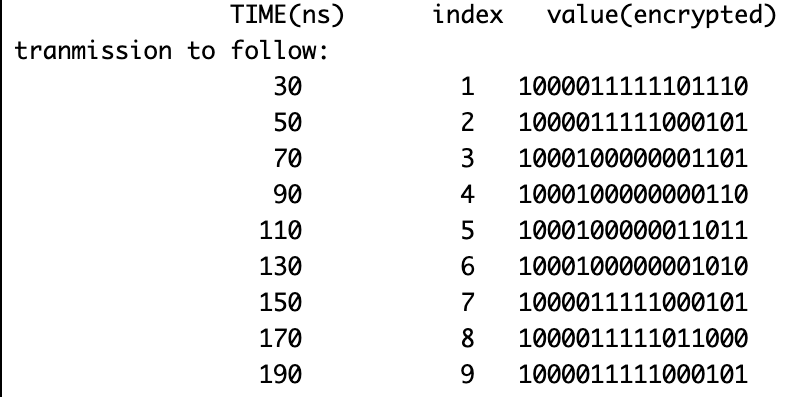 TIME(ns) index value(encrypted)
tranmission to follow:
30 1 1000011111101110
50 2 1000011111000101
70 3 1000100000001101
90 4 1000100000000110
110 5 1000100000011011
130 6 1000100000001010
150 7 1000011111000101
170 8 1000011111011000
190 9 1000011111000101